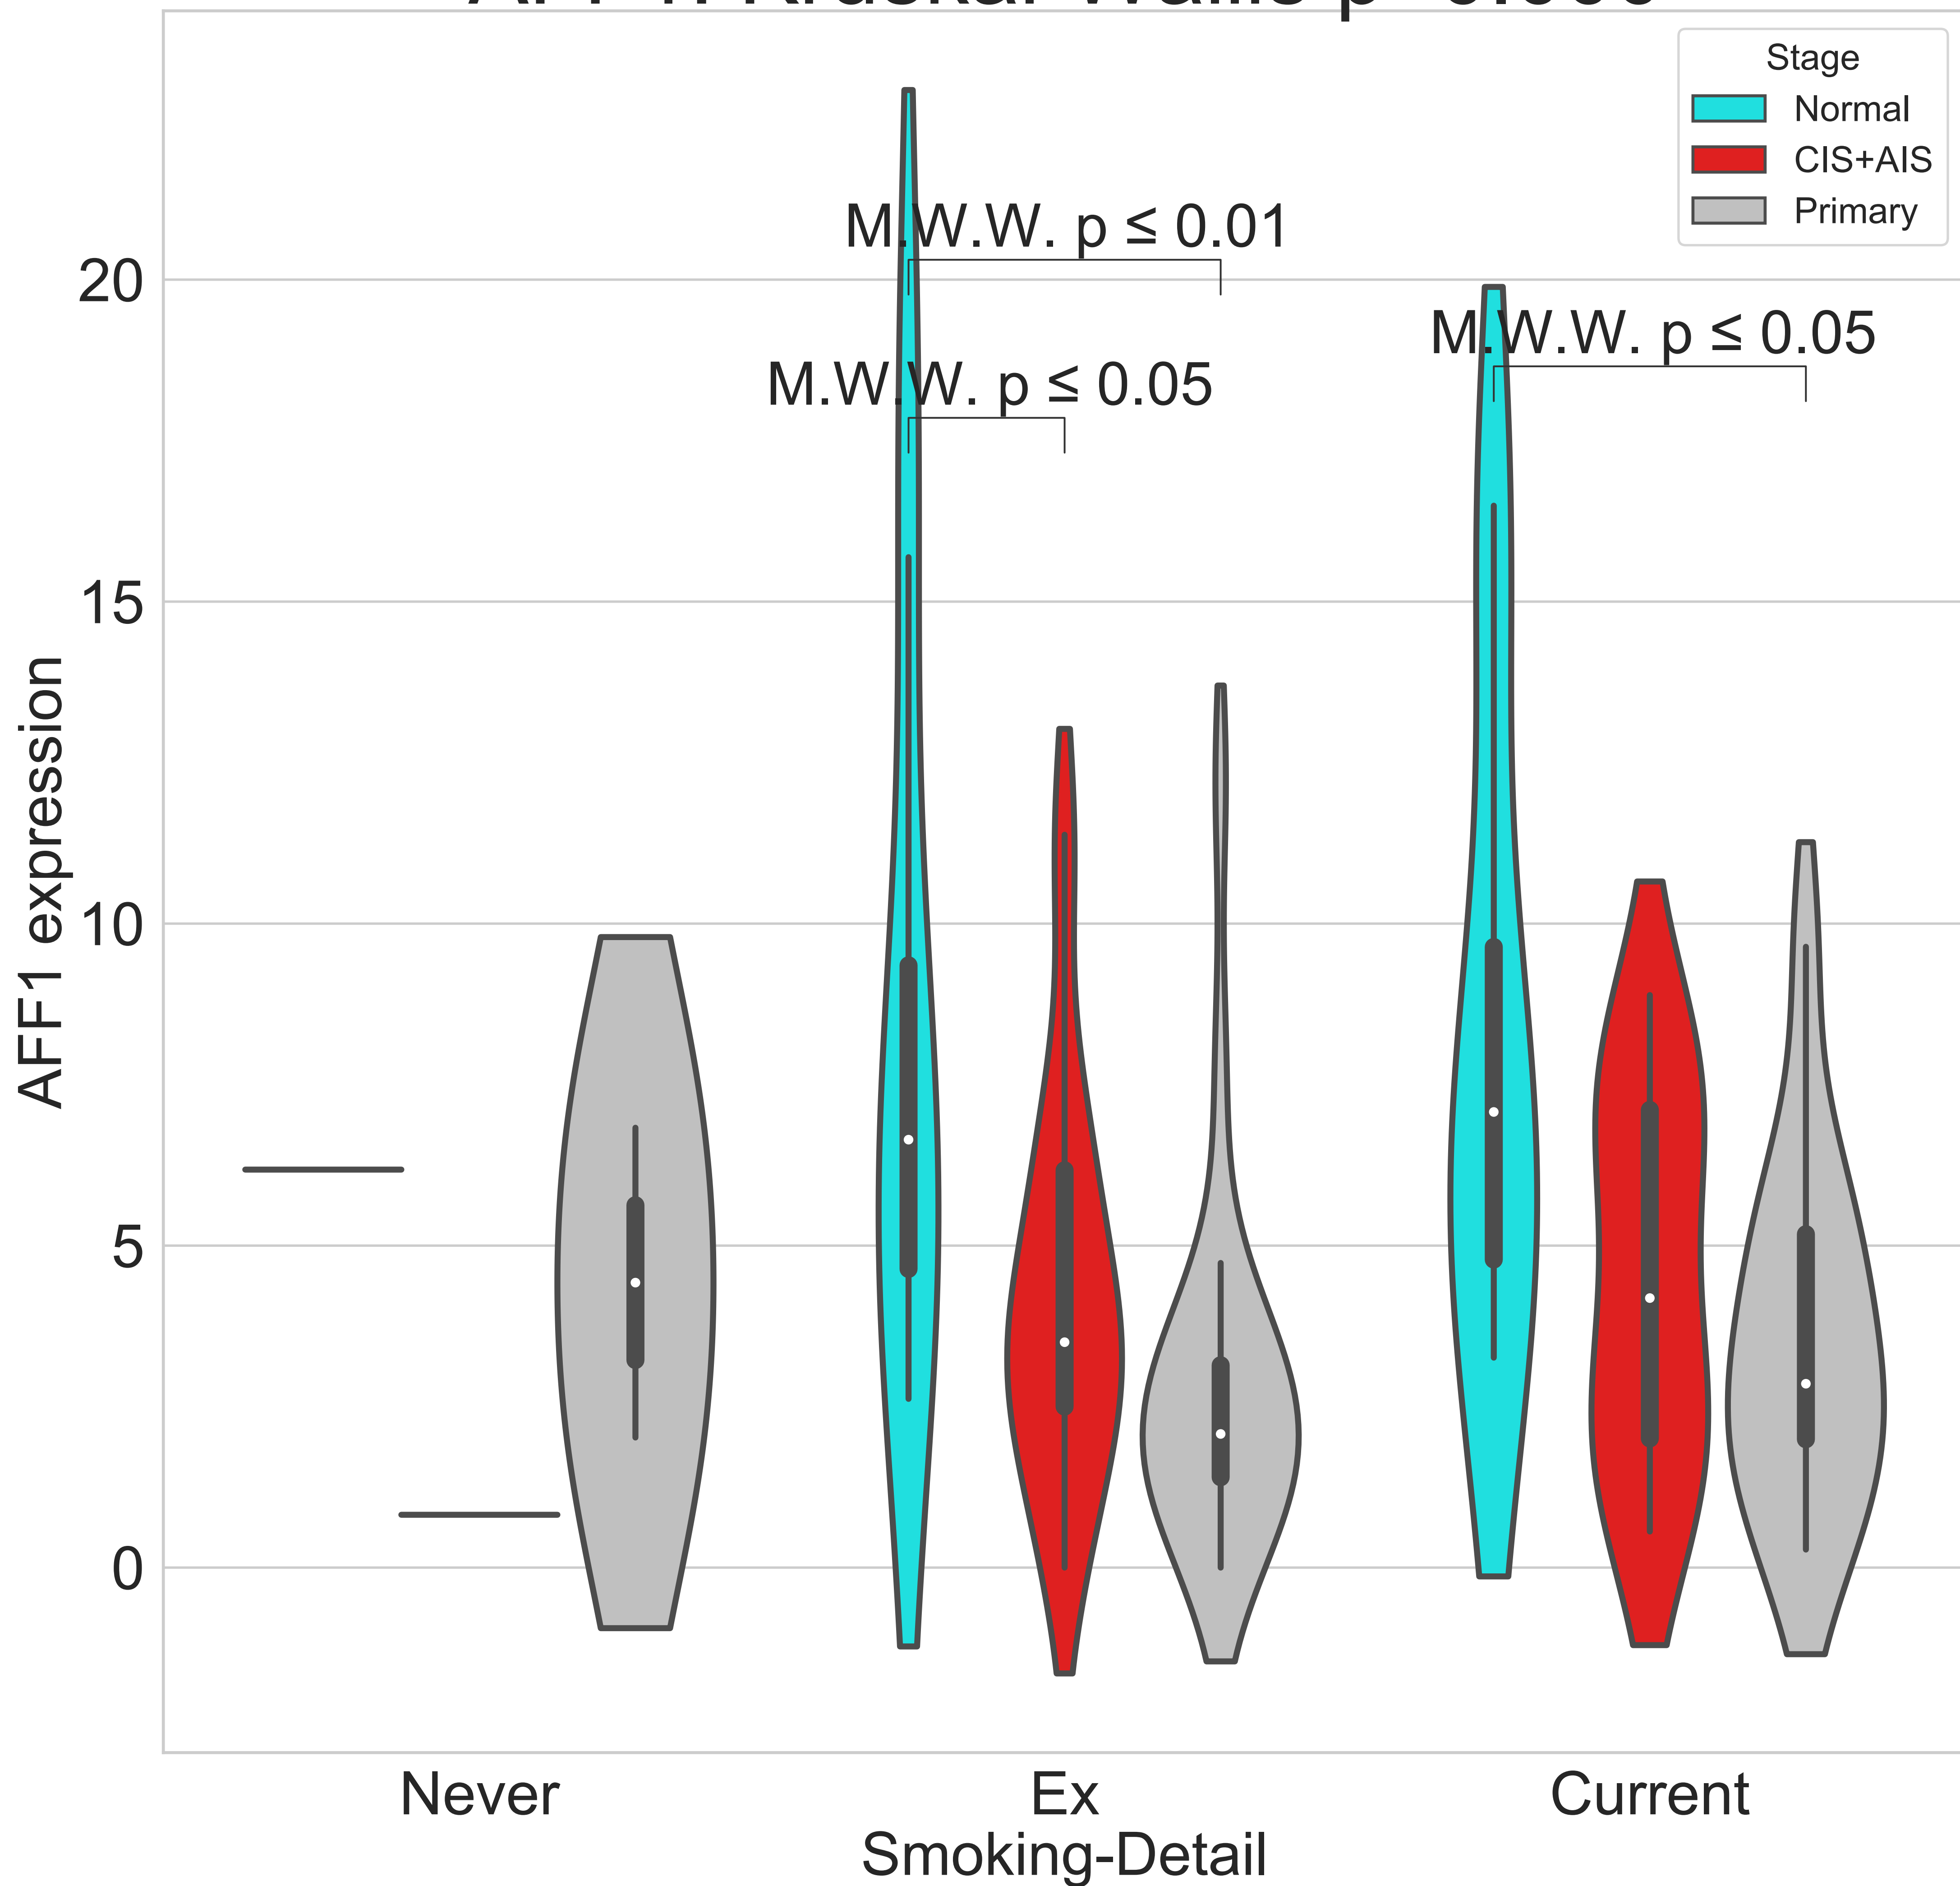 Stage
Normal
CIS+AIS
Primary
M.W.W. p ≤ 0.01
M.W.W. p ≤ 0.05
M.W.W. p ≤ 0.05
AFF1 expression
20
15
10
5
0
Never
Ex
Current
Smoking-Detail